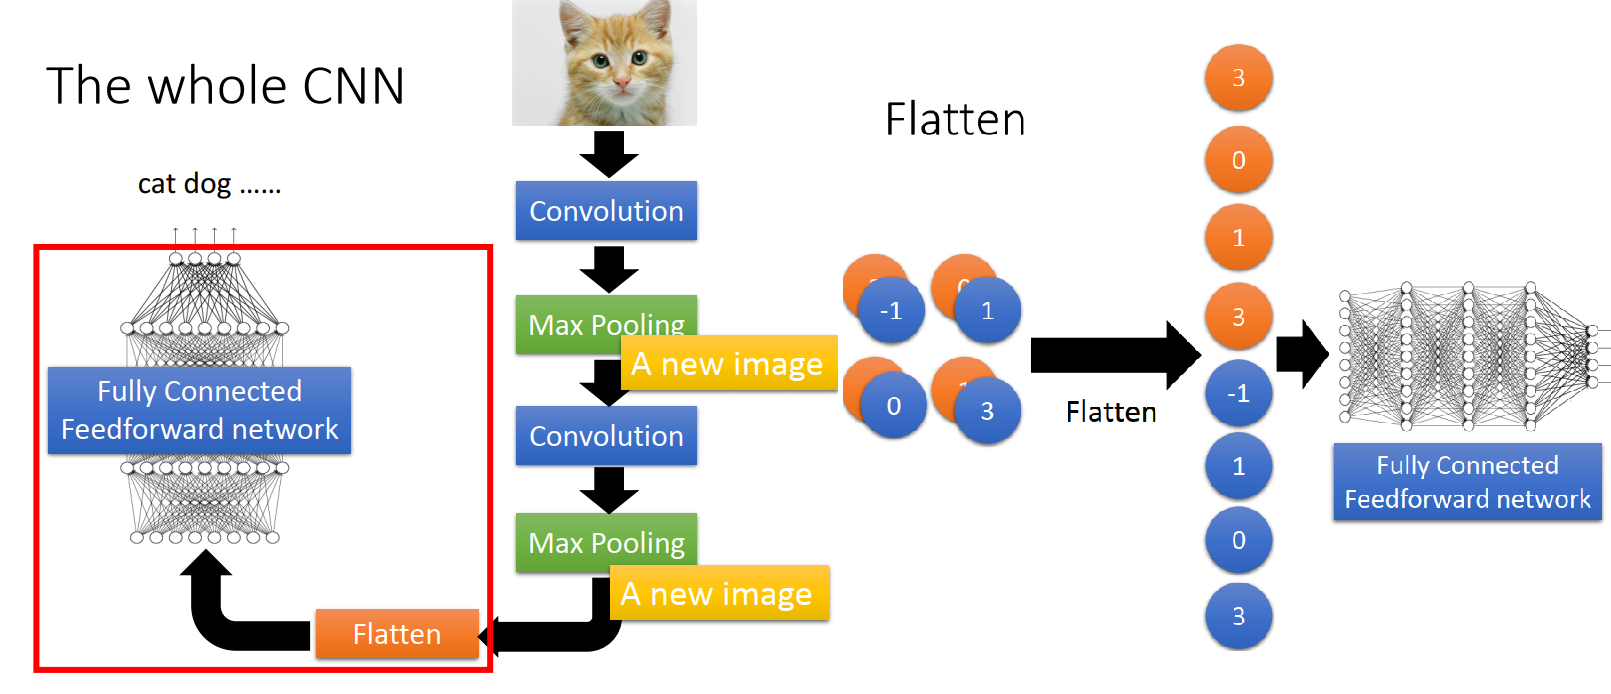 The whole CNN
cat dog ......
Fully Connected
Feedforward network
Flatten
Convolution
Max Pooling
A new image
Convolution
Max Pooling
A new image
Flatten
-1
1
0
3
Flatten
3
0
1
3
-1
1
0
3
Fully Connected
Feedforward network